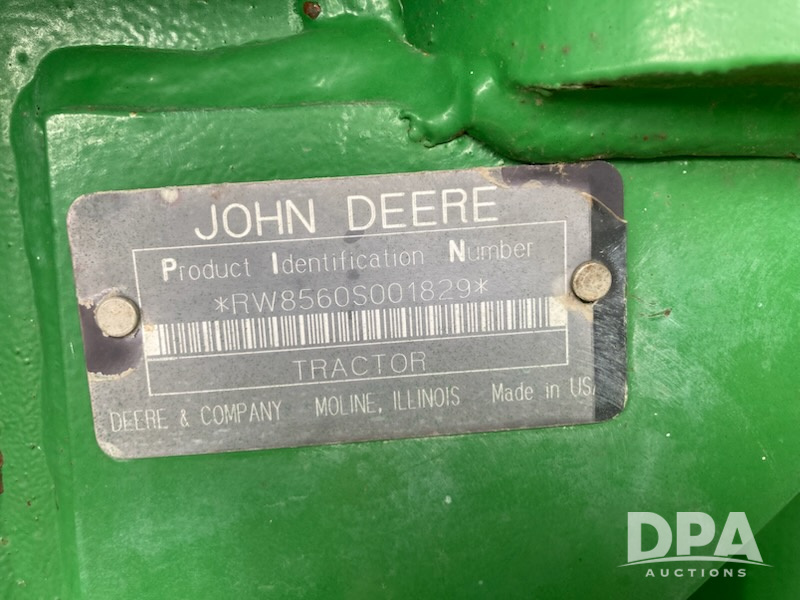 JOHN DEERE
Product Identification Number
*RW8560S001829*
TRACTOR
DEERE & COMPANY MOLINE, ILLINOIS Made in USA
DPA
AUCTIONS